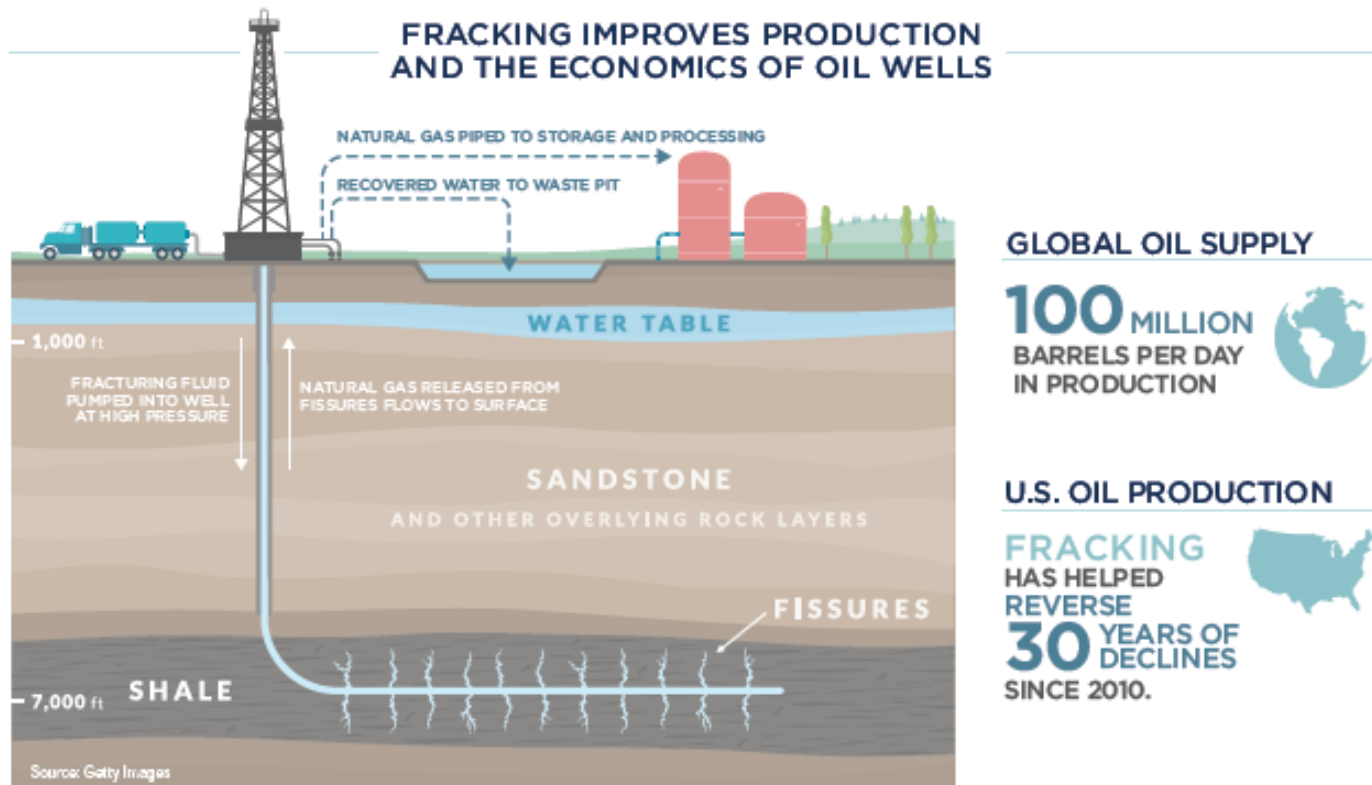 FRACKING IMPROVES PRODUCTION
AND THE ECONOMICS OF OIL WELLS
NATURAL GAS PIPED TO STORAGE AND PROCESSING
RECOVERED WATER TO WASTE PIT
WATER TABLE
1,000 ft
FRACTURING FLUID
PUMPED INTO WELL
AT HIGH PRESSURE
NATURAL GAS RELEASED FROM
FISSURES FLOWS TO SURFACE
SANDSTONE
AND OTHER OVERLYING ROCK LAYERS
FISSURES
SHALE
7,000 ft
Source: Getty Images
GLOBAL OIL SUPPLY
100 MILLION
BARRELS PER DAY
IN PRODUCTION
U.S. OIL PRODUCTION
FRACKING
HAS HELPED
REVERSE
30 YEARS OF
DECLINES
SINCE 2010.